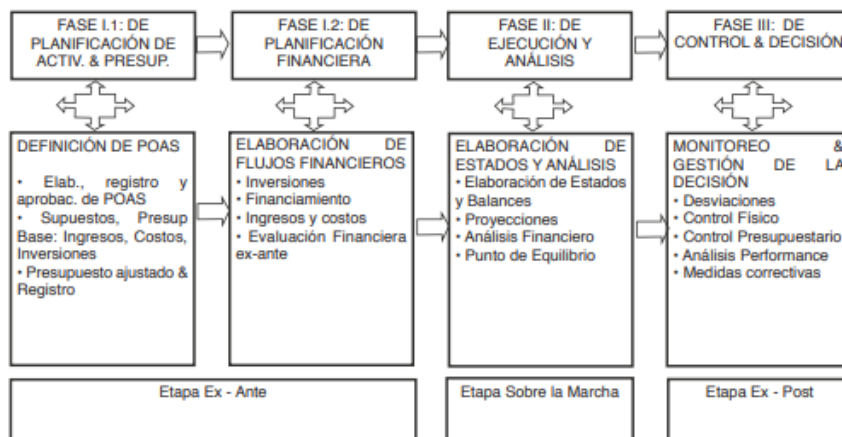 FASE I.1: DE
PLANIFICACIÓN DE
ACTIV. & PRESUP.
FASE I.2: DE
PLANIFICACIÓN
FINANCIERA
FASE II: DE
EJECUCIÓN Y
ANÁLISIS
FASE III: DE
CONTROL & DECISIÓN
DEFINICIÓN DE POAS
• Elab., registro y
aprobac. de POAS
• Supuestos, Presup
Base: Ingresos, Costos,
Inversiones
• Presupuesto ajustado &
Registro
ELABORACIÓN DE
FLUJOS FINANCIEROS
• Inversiones
• Financiamiento
• Ingresos y costos
• Evaluación Financiera
ex-ante
ELABORACIÓN DE
ESTADOS Y ANÁLISIS
• Elaboración de Estados
y Balances
• Proyecciones
• Análisis Financiero
• Punto de Equilibrio
MONITOREO &
GESTIÓN DE LA
DECISIÓN
• Desviaciones
• Control Físico
• Control Presupuestario
• Análisis Performance
• Medidas correctivas
Etapa Ex - Ante
Etapa Sobre la Marcha
Etapa Ex - Post